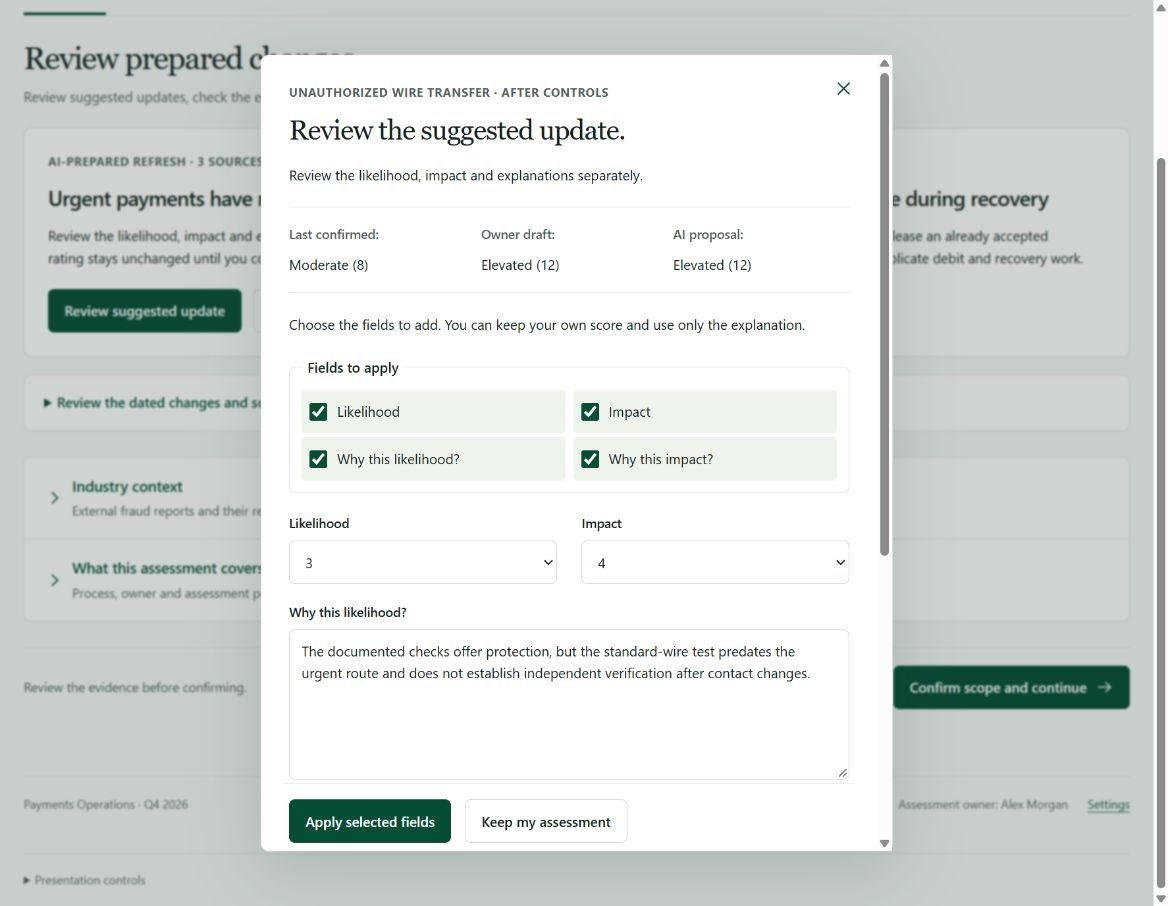 Review prepared changes
Review suggested updates, check the e
AI-PREPARED REFRESH · 3 SOURCES
Urgent payments have
e during recovery
Review the likelihood, impact and e
lease an already accepted
rating stays unchanged until you co
plicate debit and recovery work.
Review suggested update
Review the dated changes and so
Industry context
External fraud reports and their re
What this assessment covers
Process, owner and assessment p
Review the evidence before confirming.
Confirm scope and continue →
Payments Operations · Q4 2026
Assessment owner: Alex Morgan
Settings
Presentation controls
UNAUTHORIZED WIRE TRANSFER · AFTER CONTROLS
Review the suggested update.
Review the likelihood, impact and explanations separately.
Last confirmed:
Owner draft:
AI proposal:
Moderate (8)
Elevated (12)
Elevated (12)
Choose the fields to add. You can keep your own score and use only the explanation.
Fields to apply
Likelihood
Impact
Why this likelihood?
Why this impact?
Likelihood
Impact
3
4
Why this likelihood?
The documented checks offer protection, but the standard-wire test predates the
urgent route and does not establish independent verification after contact changes.
Apply selected fields
Keep my assessment